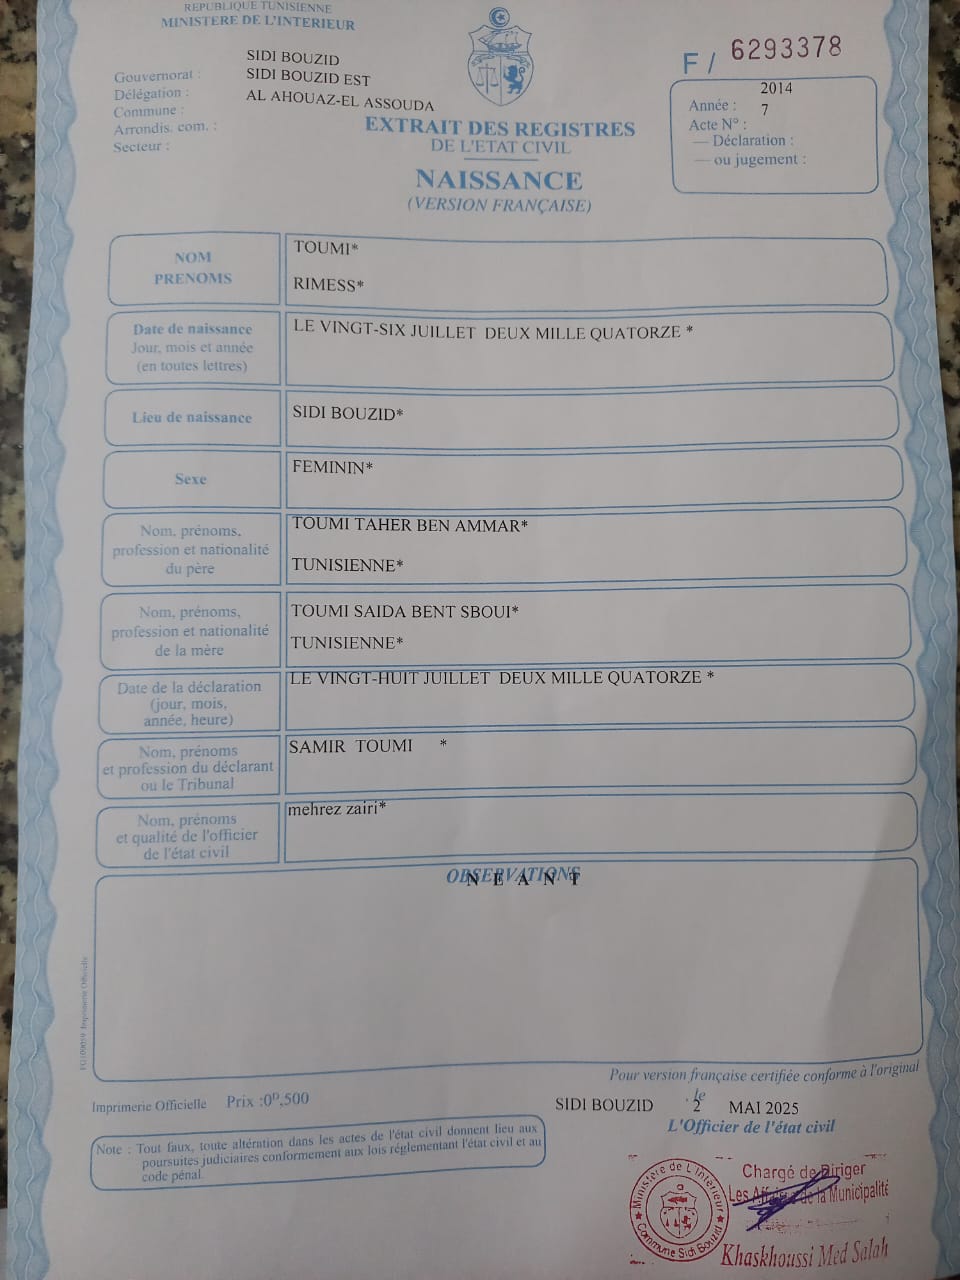 REPUBLIQUE TUNISIENNE
MINISTERE DE L'INTERIEUR
F / 6293378
Gouvernorat : SIDI BOUZID
Délégation : SIDI BOUZID EST
Commune : AL AHOUAZ-EL ASSOUDA
Arrondis. com. :
Secteur :
EXTRAIT DES REGISTRES
DE L'ETAT CIVIL
NAISSANCE
(VERSION FRANÇAISE)
2014
Année :
7
Acte N° :
— Déclaration :
— ou jugement :
NOM
PRENOMS
TOUMI*
RIMESS*
Date de naissance
Jour, mois et année
(en toutes lettres)
LE VINGT-SIX JUILLET DEUX MILLE QUATORZE *
Lieu de naissance
SIDI BOUZID*
Sexe
FEMININ*
Nom, prénoms,
profession et nationalité
du père
TOUMI TAHER BEN AMMAR*
TUNISIENNE*
Nom, prénoms,
profession et nationalité
de la mère
TOUMI SAIDA BENT SBOUI*
TUNISIENNE*
Date de la déclaration
(jour, mois,
année, heure)
LE VINGT-HUIT JUILLET DEUX MILLE QUATORZE *
Nom, prénoms
et profession du déclarant
ou le Tribunal
SAMIR TOUMI *
Nom, prénoms
et qualité de l'officier
de l'état civil
mehrez zairi*
OBSERVATIONS
N E A N T
Imprimerie Officielle
Pour version française certifiée conforme à l'original
Imprimerie Officielle Prix :0ᴰ,500
SIDI BOUZID , le 2 MAI 2025
L'Officier de l'état civil
Note : Tout faux, toute altération dans les actes de l'état civil donnent lieu aux
poursuites judiciaires conformement aux lois réglementant l'état civil et au
code pénal.
Ministère de L'Intérieur
Commune Sidi Bouzid
Chargé de Diriger
Les Affaires de la Municipalité
Khaskhoussi Med Salah